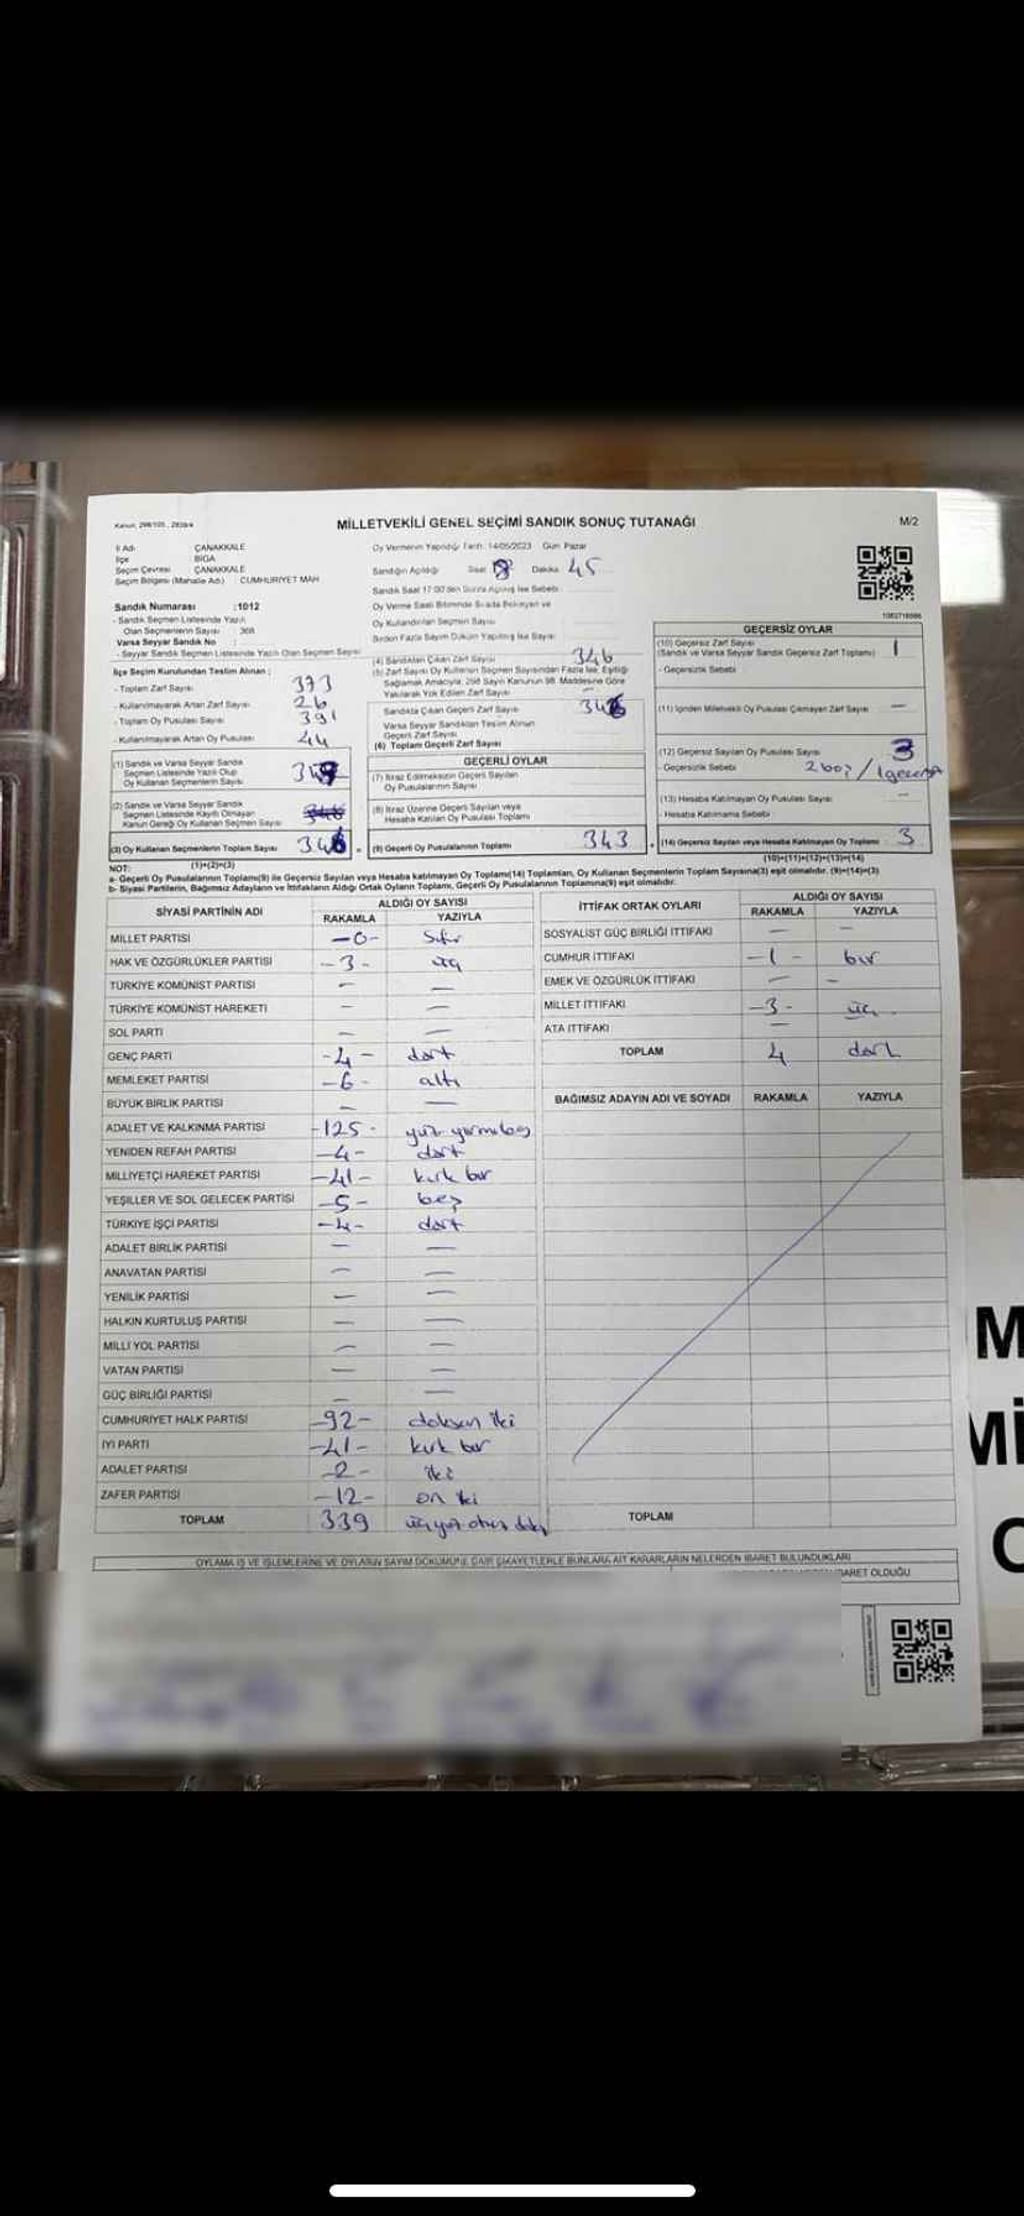 Kanun: 298/105 , 2839/4
MİLLETVEKİLİ GENEL SEÇİMİ SANDIK SONUÇ TUTANAĞI
M/2
İl Adı : ÇANAKKALE
İlçe : BİGA
Seçim Çevresi : ÇANAKKALE
Seçim Bölgesi (Mahalle Adı) : CUMHURİYET MAH
Oy Vermenin Yapıldığı Tarih: 14/05/2023 Gün: Pazar
Sandığın Açıldığı Saat Dakika 45
Sandık Saat 17:00'den Sonra Açılmış İse Sebebi
Oy Verme Saati Bitiminde Sırada Bekleyen ve
Oy Kullandırılan Seçmen Sayısı
Birden Fazla Sayım Döküm Yapılmış İse Sayısı
Sandık Numarası :1012
- Sandık Seçmen Listesinde Yazılı
Olan Seçmenlerin Sayısı : 368
Varsa Seyyar Sandık No :
- Seyyar Sandık Seçmen Listesinde Yazılı Olan Seçmen Sayısı
İlçe Seçim Kurulundan Teslim Alınan ;
- Toplam Zarf Sayısı 373
- Kullanılmayarak Artan Zarf Sayısı 26
- Toplam Oy Pusulası Sayısı 391
- Kullanılmayarak Artan Oy Pusulası 44
(1) Sandık ve Varsa Seyyar Sandık
Seçmen Listesinde Yazılı Olup
Oy Kullanan Seçmenlerin Sayısı
(2) Sandık ve Varsa Seyyar Sandık
Seçmen Listesinde Kayıtlı Olmayan
Kanun Gereği Oy Kullanan Seçmen Sayısı
(3) Oy Kullanan Seçmenlerin Toplam Sayısı 346
(1)+(2)=(3)
(4) Sandıktan Çıkan Zarf Sayısı 346
(5) Zarf Sayısı Oy Kullanan Seçmen Sayısından Fazla İse, Eşitliği
Sağlamak Amacıyla, 298 Sayılı Kanunun 98. Maddesine Göre
Yakılarak Yok Edilen Zarf Sayısı
Sandıkta Çıkan Geçerli Zarf Sayısı 346
Varsa Seyyar Sandıktan Teslim Alınan
Geçerli Zarf Sayısı
(6) Toplam Geçerli Zarf Sayısı
GEÇERLİ OYLAR
(7) İtiraz Edilmeksizin Geçerli Sayılan
Oy Pusulalarının Sayısı
(8) İtiraz Üzerine Geçerli Sayılan veya
Hesaba Katılan Oy Pusulası Toplamı
(9) Geçerli Oy Pusulalarının Toplamı 343
1082718986
GEÇERSİZ OYLAR
(10) Geçersiz Zarf Sayısı 1
(Sandık ve Varsa Seyyar Sandık Geçersiz Zarf Toplamı)
- Geçersizlik Sebebi
(11) İçinden Milletvekili Oy Pusulası Çıkmayan Zarf Sayısı —
(12) Geçersiz Sayılan Oy Pusulası Sayısı 3
- Geçersizlik Sebebi 2 boş / 1 geçersiz
(13) Hesaba Katılmayan Oy Pusulası Sayısı —
- Hesaba Katılmama Sebebi
(14) Geçersiz Sayılan veya Hesaba Katılmayan Oy Toplamı 3
(10)+(11)+(12)+(13)=(14)
NOT:
a- Geçerli Oy Pusulalarının Toplamı(9) ile Geçersiz Sayılan veya Hesaba katılmayan Oy Toplamı(14) Toplamları, Oy Kullanan Seçmenlerin Toplam Sayısına(3) eşit olmalıdır. (9)+(14)=(3)
b- Siyasi Partilerin, Bağımsız Adayların ve İttifakların Aldığı Ortak Oyların Toplamı, Geçerli Oy Pusulalarının Toplamına(9) eşit olmalıdır.
SİYASİ PARTİNİN ADI
ALDIĞI OY SAYISI
RAKAMLA YAZIYLA
MİLLET PARTİSİ —0- Sıfır
HAK VE ÖZGÜRLÜKLER PARTİSİ -3- üç
TÜRKİYE KOMÜNİST PARTİSİ — —
TÜRKİYE KOMÜNİST HAREKETİ — —
SOL PARTİ — —
GENÇ PARTİ -4- dört
MEMLEKET PARTİSİ -6- altı
BÜYÜK BİRLİK PARTİSİ — —
ADALET VE KALKINMA PARTİSİ -125- yüz yirmibeş
YENİDEN REFAH PARTİSİ -4- dört
MİLLİYETÇİ HAREKET PARTİSİ -41- kırk bir
YEŞİLLER VE SOL GELECEK PARTİSİ -5- beş
TÜRKİYE İŞÇİ PARTİSİ -4- dört
ADALET BİRLİK PARTİSİ — —
ANAVATAN PARTİSİ — —
YENİLİK PARTİSİ — —
HALKIN KURTULUŞ PARTİSİ — —
MİLLİ YOL PARTİSİ — —
VATAN PARTİSİ — —
GÜÇ BİRLİĞİ PARTİSİ — —
CUMHURİYET HALK PARTİSİ -92- doksan iki
İYİ PARTİ -41- kırk bir
ADALET PARTİSİ -2- iki
ZAFER PARTİSİ -12- on iki
TOPLAM 339 üçyüz otuz dokuz
İTTİFAK ORTAK OYLARI
ALDIĞI OY SAYISI
RAKAMLA YAZIYLA
SOSYALİST GÜÇ BİRLİĞİ İTTİFAKI — —
CUMHUR İTTİFAKI -1- bir
EMEK VE ÖZGÜRLÜK İTTİFAKI — —
MİLLET İTTİFAKI -3- üç
ATA İTTİFAKI —
TOPLAM 4 dört
BAĞIMSIZ ADAYIN ADI VE SOYADI RAKAMLA YAZIYLA
TOPLAM
OYLAMA İŞ VE İŞLEMLERİNE VE OYLARIN SAYIM DÖKÜMÜNE DAİR ŞİKAYETLERLE BUNLARA AİT KARARLARIN NELERDEN İBARET BULUNDUKLARI
İBARET OLDUĞU
M
Mİ